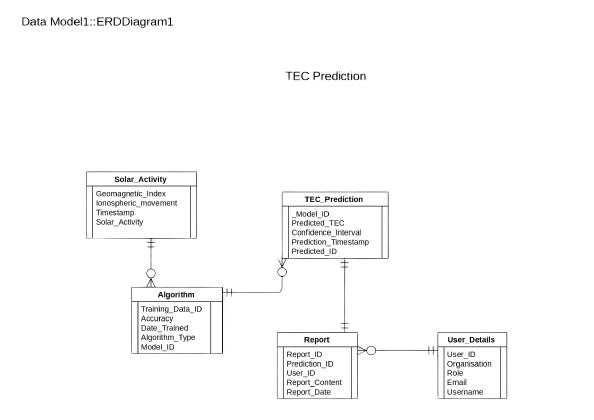 Data Model1::ERDDiagram1
TEC Prediction
Solar_Activity
Geomagnetic_Index
Ionospheric_movement
Timestamp
Solar_Activity
TEC_Prediction
_Model_ID
Predicted_TEC
Confidence_Interval
Prediction_Timestamp
Predicted_ID
Algorithm
Training_Data_ID
Accuracy
Date_Trained
Algorithm_Type
Model_ID
Report
Report_ID
Prediction_ID
User_ID
Report_Content
Report_Date
User_Details
User_ID
Organisation
Role
Email
Username